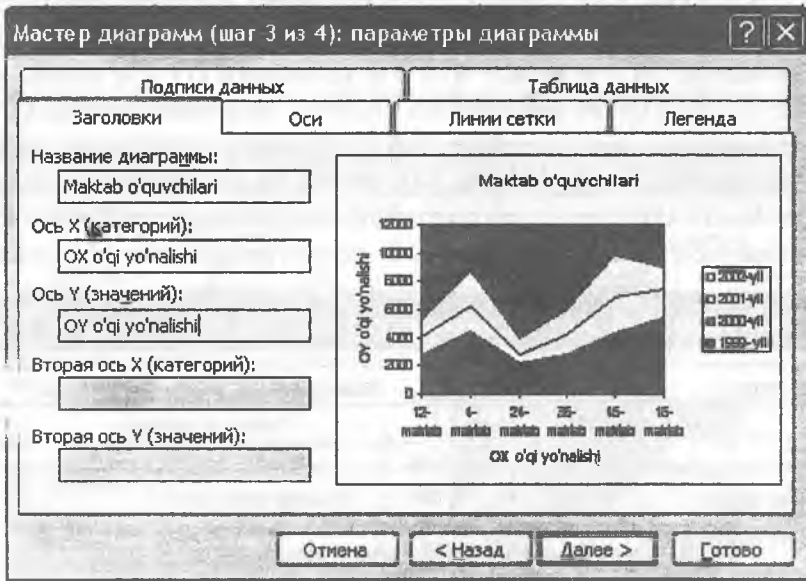 Мастер диаграмм (шаг 3 из 4): параметры диаграммы
Подписи данных
Таблица данных
Заголовки
Оси
Линии сетки
Легенда
Название диаграммы:
Maktab o'quvchilari
Ось X (категорий):
OX o'qi yo'nalishi
Ось Y (значений):
OY o'qi yo'nalishi
Вторая ось X (категорий):
Вторая ось Y (значений):
Maktab o'quvchilari
OY o'qi yo'nalishi
12000
10000
8000
6000
4000
2000
0
12- 24-
maktab maktab maktab maktab maktab maktab
OX o'qi yo'nalishi
2002-yil
2001-yil
2000-yil
1999-yil
Отмена
< Назад
Далее >
Готово